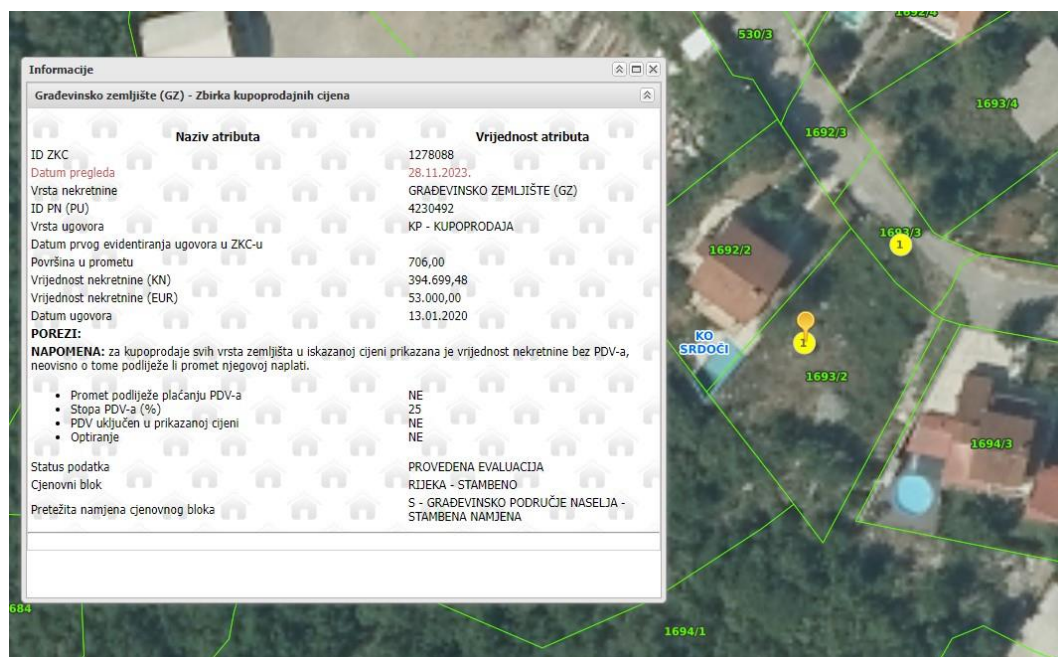 Informacije
Građevinsko zemljište (GZ) - Zbirka kupoprodajnih cijena
Naziv atributa Vrijednost atributa
ID ZKC 1278088
Datum pregleda 28.11.2023.
Vrsta nekretnine GRAĐEVINSKO ZEMLJIŠTE (GZ)
ID PN (PU) 4230492
Vrsta ugovora KP - KUPOPRODAJA
Datum prvog evidentiranja ugovora u ZKC-u
Površina u prometu 706,00
Vrijednost nekretnine (KN) 394.699,48
Vrijednost nekretnine (EUR) 53.000,00
Datum ugovora 13.01.2020
POREZI:
NAPOMENA: za kupoprodaje svih vrsta zemljišta u iskazanoj cijeni prikazana je vrijednost nekretnine bez PDV-a,
neovisno o tome podliježe li promet njegovoj naplati.
• Promet podliježe plaćanju PDV-a NE
• Stopa PDV-a (%) 25
• PDV uključen u prikazanoj cijeni NE
• Optiranje NE
Status podatka PROVEDENA EVALUACIJA
Cjenovni blok RIJEKA - STAMBENO
Pretežita namjena cjenovnog bloka S - GRAĐEVINSKO PODRUČJE NASELJA -
STAMBENA NAMJENA
1692/4
530/3
1693/4
1692/3
1693/3
1
1692/2
KO
SRDOČI
1
1693/2
1694/3
1684
1694/1